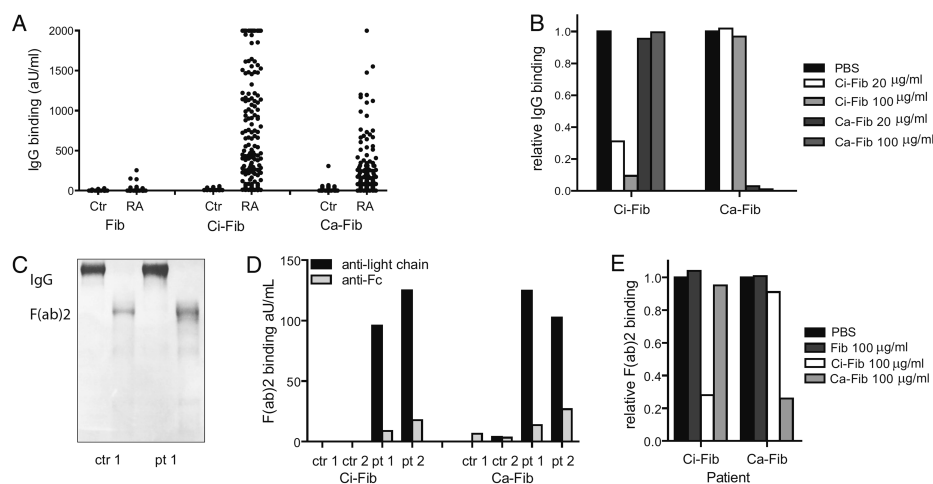 A
IgG binding (aU/ml)
2000
1500
1000
500
0
Ctr RA Ctr RA Ctr RA
Fib Ci-Fib Ca-Fib
B
relative IgG binding
1.0
0.8
0.6
0.4
0.2
0.0
Ci-Fib Ca-Fib
PBS
Ci-Fib 20 µg/ml
Ci-Fib 100 µg/ml
Ca-Fib 20 µg/ml
Ca-Fib 100 µg/ml
C
IgG
F(ab)2
ctr 1 pt 1
D
F(ab)2 binding aU/mL
150
100
50
0
anti-light chain
anti-Fc
ctr 1 ctr 2 pt 1 pt 2 ctr 1 ctr 2 pt 1 pt 2
Ci-Fib Ca-Fib
E
relative F(ab)2 binding
1.0
0.8
0.6
0.4
0.2
0.0
Ci-Fib Ca-Fib
Patient
PBS
Fib 100 µg/ml
Ci-Fib 100 µg/ml
Ca-Fib 100 µg/ml